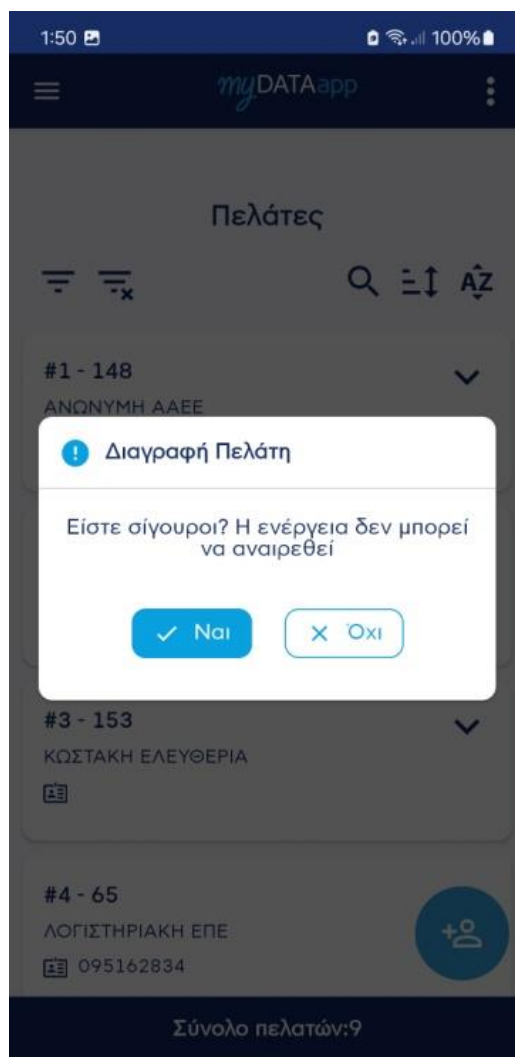 1:50 100%
myDATAapp
Πελάτες
AZ
#1 - 148
ΑΝΩΝΥΜΗ ΑΑΕΕ
Διαγραφή Πελάτη
Είστε σίγουροι? Η ενέργεια δεν μπορεί
να αναιρεθεί
Ναι Όχι
#3 - 153
ΚΩΣΤΑΚΗ ΕΛΕΥΘΕΡΙΑ
#4 - 65
ΛΟΓΙΣΤΗΡΙΑΚΗ ΕΠΕ
095162834
Σύνολο πελατών:9